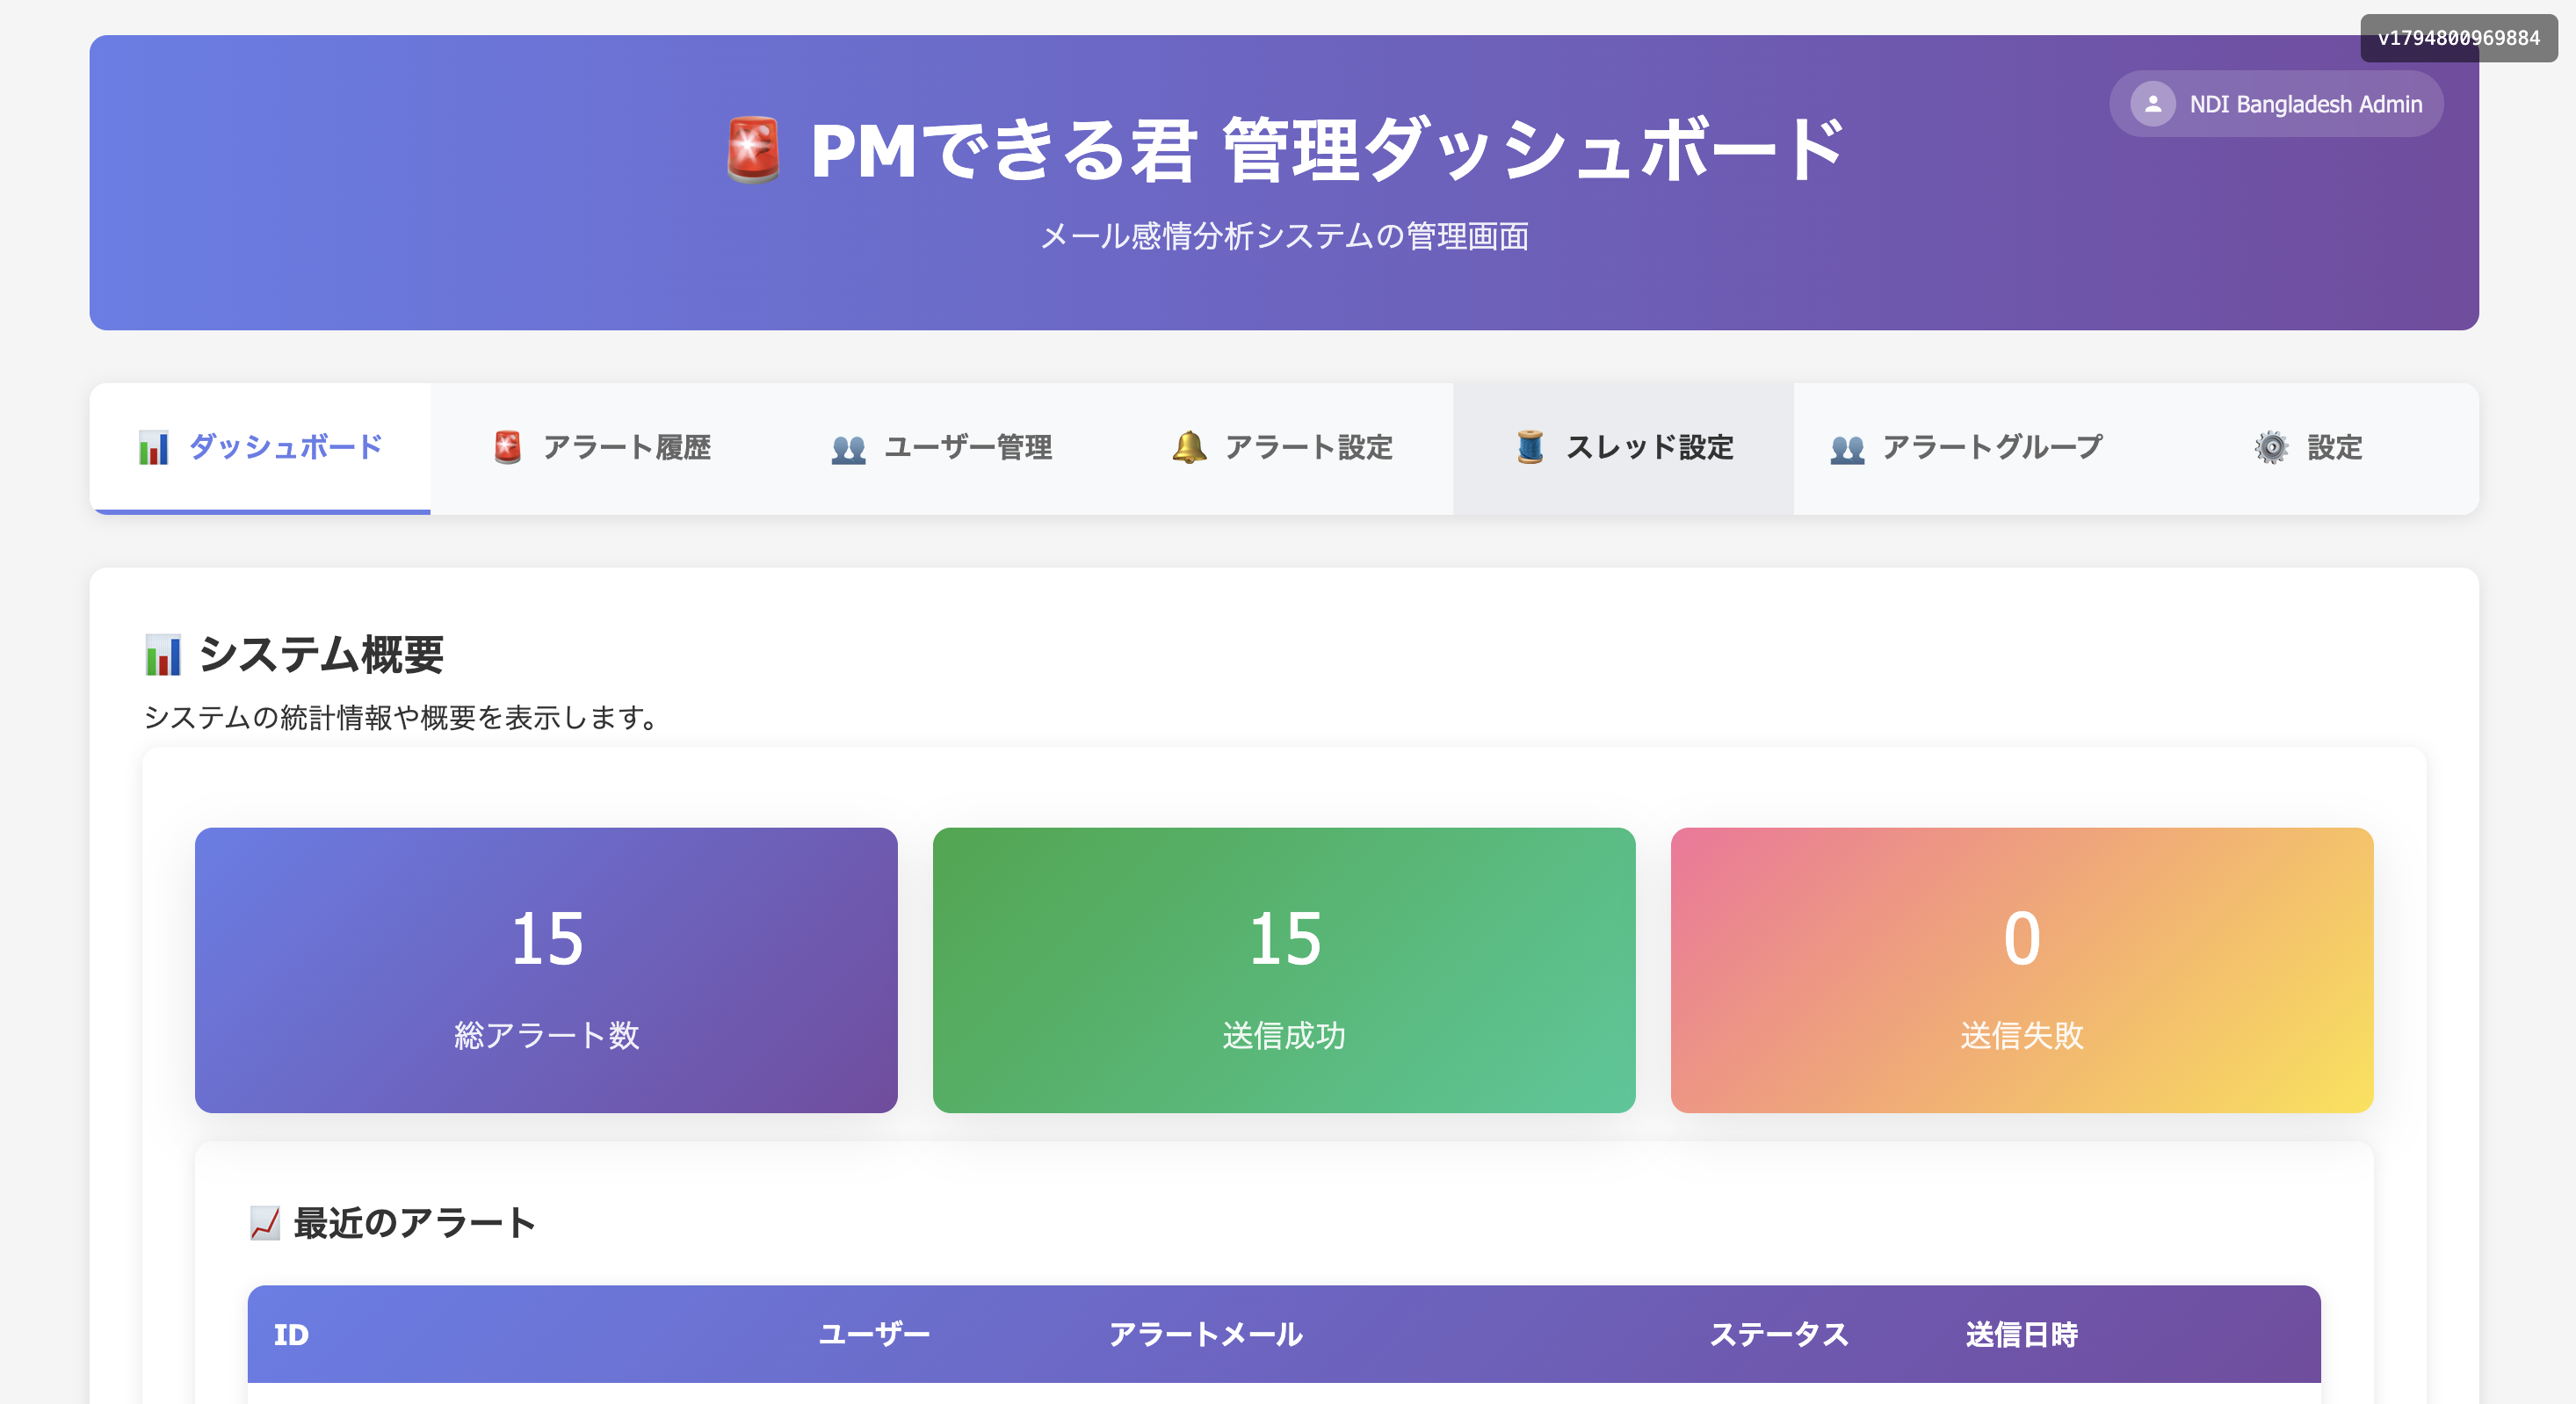 v1794800969884
NDI Bangladesh Admin
🚨 PMできる君 管理ダッシュボード
メール感情分析システムの管理画面
📊 ダッシュボード
🚨 アラート履歴
👥 ユーザー管理
🔔 アラート設定
🧵 スレッド設定
👥 アラートグループ
⚙️ 設定
📊 システム概要
システムの統計情報や概要を表示します。
15
総アラート数
15
送信成功
0
送信失敗
📈 最近のアラート
ID ユーザー アラートメール ステータス 送信日時